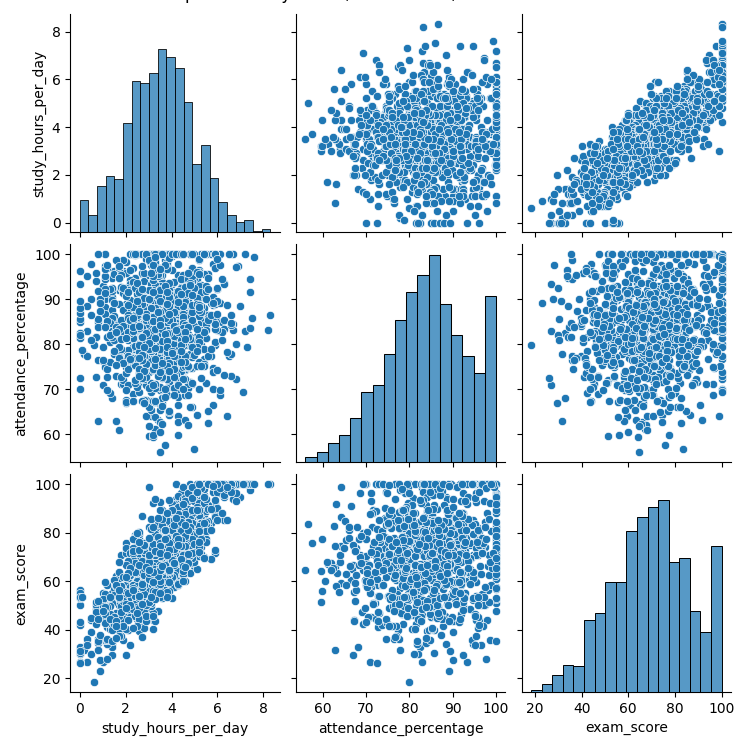 study_hours_per_day
8
6
4
2
0
attendance_percentage
100
90
80
70
60
exam_score
100
80
60
40
20
0 2 4 6 8
60 70 80 90 100
20 40 60 80 100
study_hours_per_day attendance_percentage exam_score